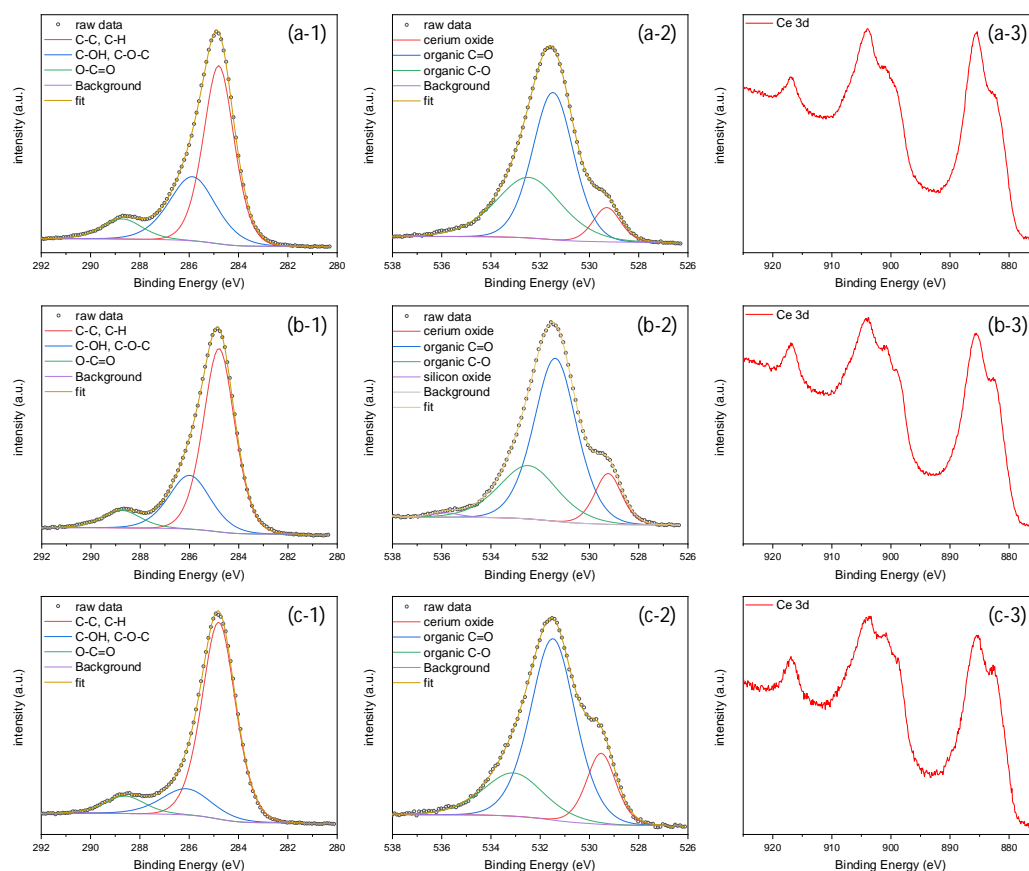 raw data
C-C, C-H
C-OH, C-O-C
O-C=O
Background
fit
(a-1)
intensity (a.u.)
292 290 288 286 284 282 280
Binding Energy (eV)
raw data
cerium oxide
organic C=O
organic C-O
Background
fit
(a-2)
intensity (a.u.)
538 536 534 532 530 528 526
Binding Energy (eV)
Ce 3d
(a-3)
intensity (a.u.)
920 910 900 890 880
Binding Energy (eV)
raw data
C-C, C-H
C-OH, C-O-C
O-C=O
Background
fit
(b-1)
intensity (a.u.)
292 290 288 286 284 282 280
Binding Energy (eV)
raw data
cerium oxide
organic C=O
organic C-O
silicon oxide
Background
fit
(b-2)
intensity (a.u.)
538 536 534 532 530 528 526
Binding Energy (eV)
Ce 3d
(b-3)
intensity (a.u.)
920 910 900 890 880
Binding Energy (eV)
raw data
C-C, C-H
C-OH, C-O-C
O-C=O
Background
fit
(c-1)
intensity (a.u.)
292 290 288 286 284 282 280
Binding Energy (eV)
raw data
cerium oxide
organic C=O
organic C-O
Background
fit
(c-2)
intensity (a.u.)
538 536 534 532 530 528 526
Binding Energy (eV)
Ce 3d
(c-3)
intensity (a.u.)
920 910 900 890 880
Binding Energy (eV)